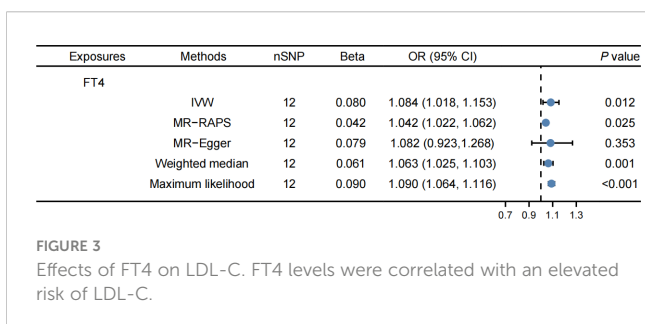 Exposures Methods nSNP Beta OR (95% CI) P value
FT4
IVW 12 0.080 1.084 (1.018, 1.153) 0.012
MR−RAPS 12 0.042 1.042 (1.022, 1.062) 0.025
MR−Egger 12 0.079 1.082 (0.923,1.268) 0.353
Weighted median 12 0.061 1.063 (1.025, 1.103) 0.001
Maximum likelihood 12 0.090 1.090 (1.064, 1.116) <0.001
0.7 0.9 1.1 1.3
FIGURE 3
Effects of FT4 on LDL-C. FT4 levels were correlated with an elevated
risk of LDL-C.